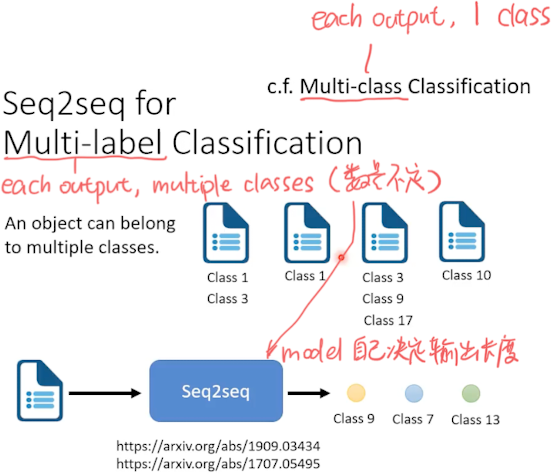 each output, 1 class
c.f. Multi-class Classification
Seq2seq for
Multi-label Classification
each output, multiple classes (数量不定)
An object can belong
to multiple classes.
Class 1
Class 3
Class 1
Class 3
Class 9
Class 17
Class 10
model 自己决定输出长度
Seq2seq
Class 9
Class 7
Class 13
https://arxiv.org/abs/1909.03434
https://arxiv.org/abs/1707.05495